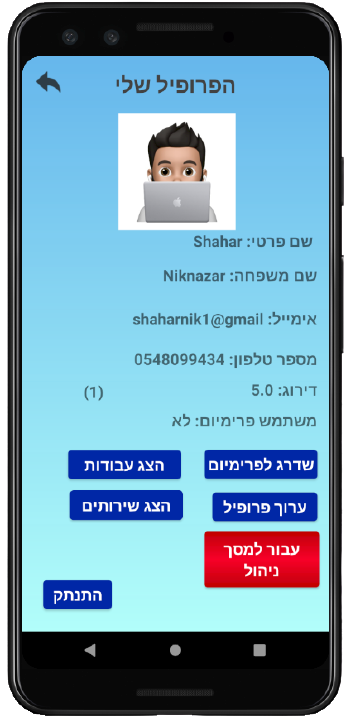 הפרופיל שלי
שם פרטי: Shahar
שם משפחה: Niknazar
אימייל: shaharnik1@gmail
מספר טלפון: 0548099434
דירוג: 5.0 (1)
משתמש פרימיום: לא
שדרג לפרימיום הצג עבודות
ערוך פרופיל הצג שירותים
עבור למסך
ניהול
התנתק